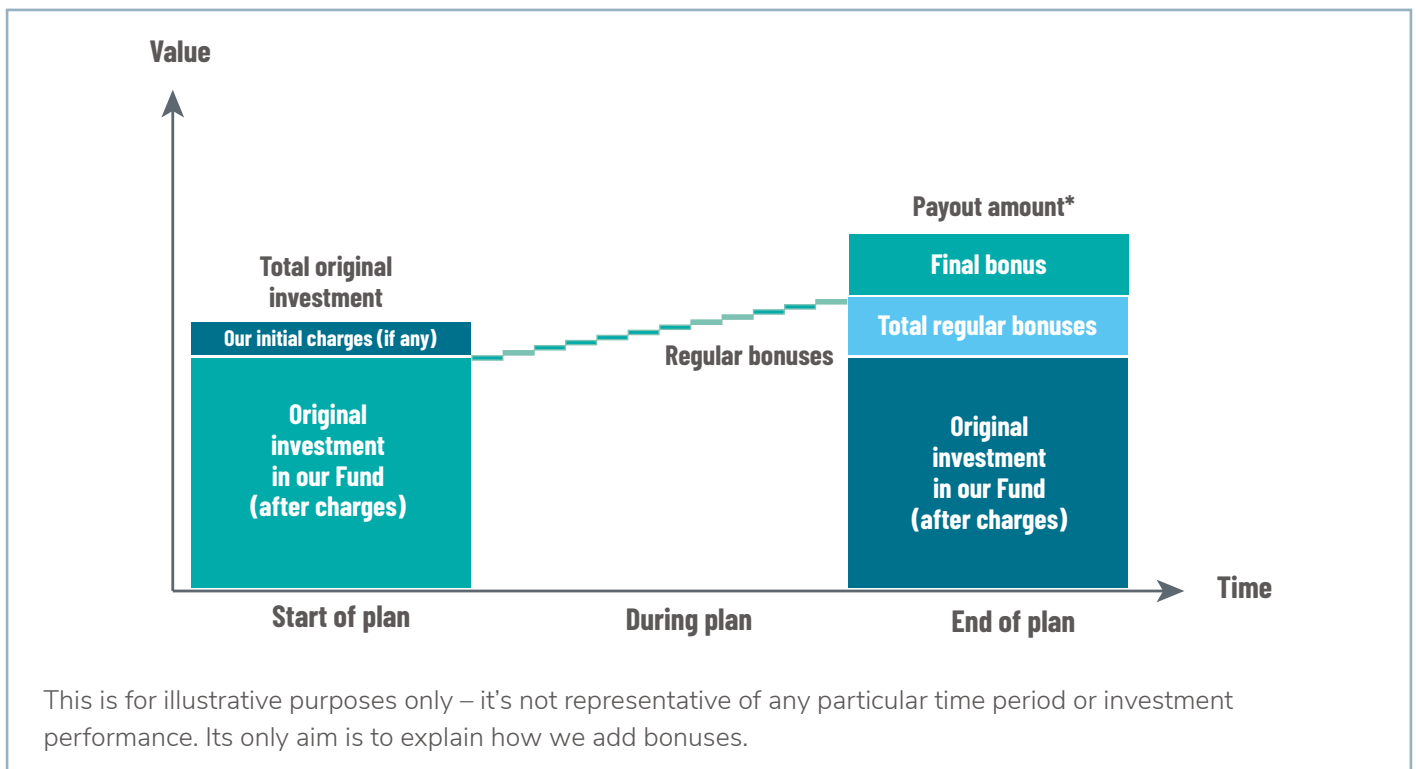 Value
Payout amount*
Final bonus
Total original
investment
Our initial charges (if any)
Total regular bonuses
Regular bonuses
Original
investment
in our Fund
(after charges)
Original
investment
in our Fund
(after charges)
Time
Start of plan
During plan
End of plan
This is for illustrative purposes only – it’s not representative of any particular time period or investment
performance. Its only aim is to explain how we add bonuses.